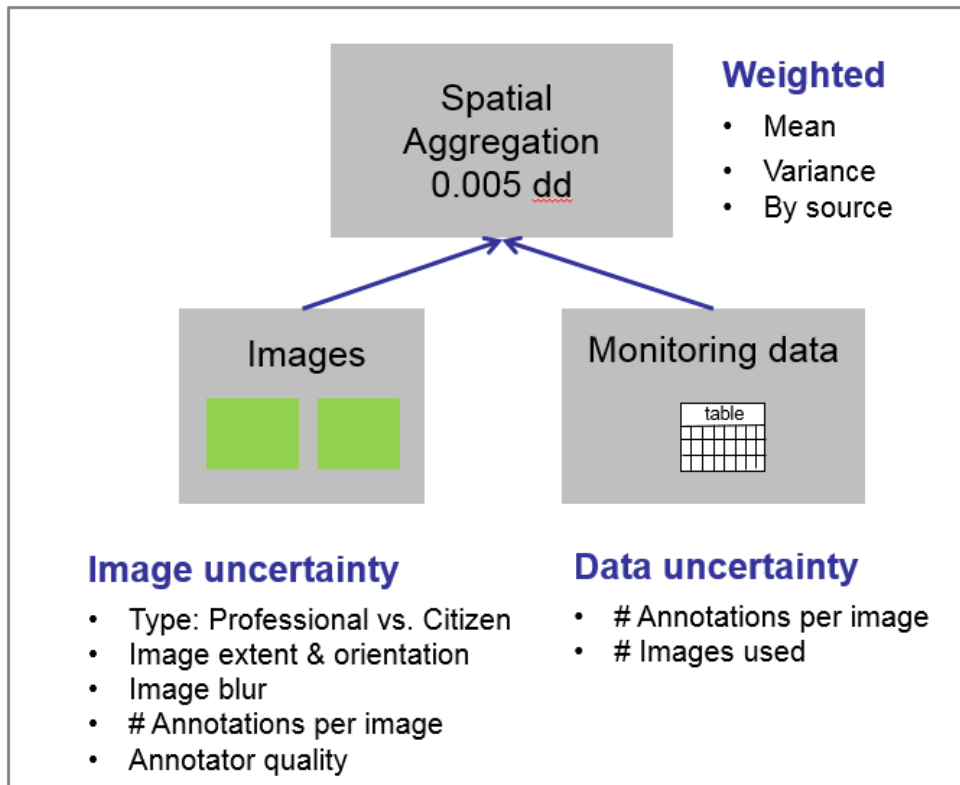 Spatial
Aggregation
0.005 dd
Weighted
• Mean
• Variance
• By source
Images
Monitoring data
table
Image uncertainty
• Type: Professional vs. Citizen
• Image extent & orientation
• Image blur
• # Annotations per image
• Annotator quality
Data uncertainty
• # Annotations per image
• # Images used